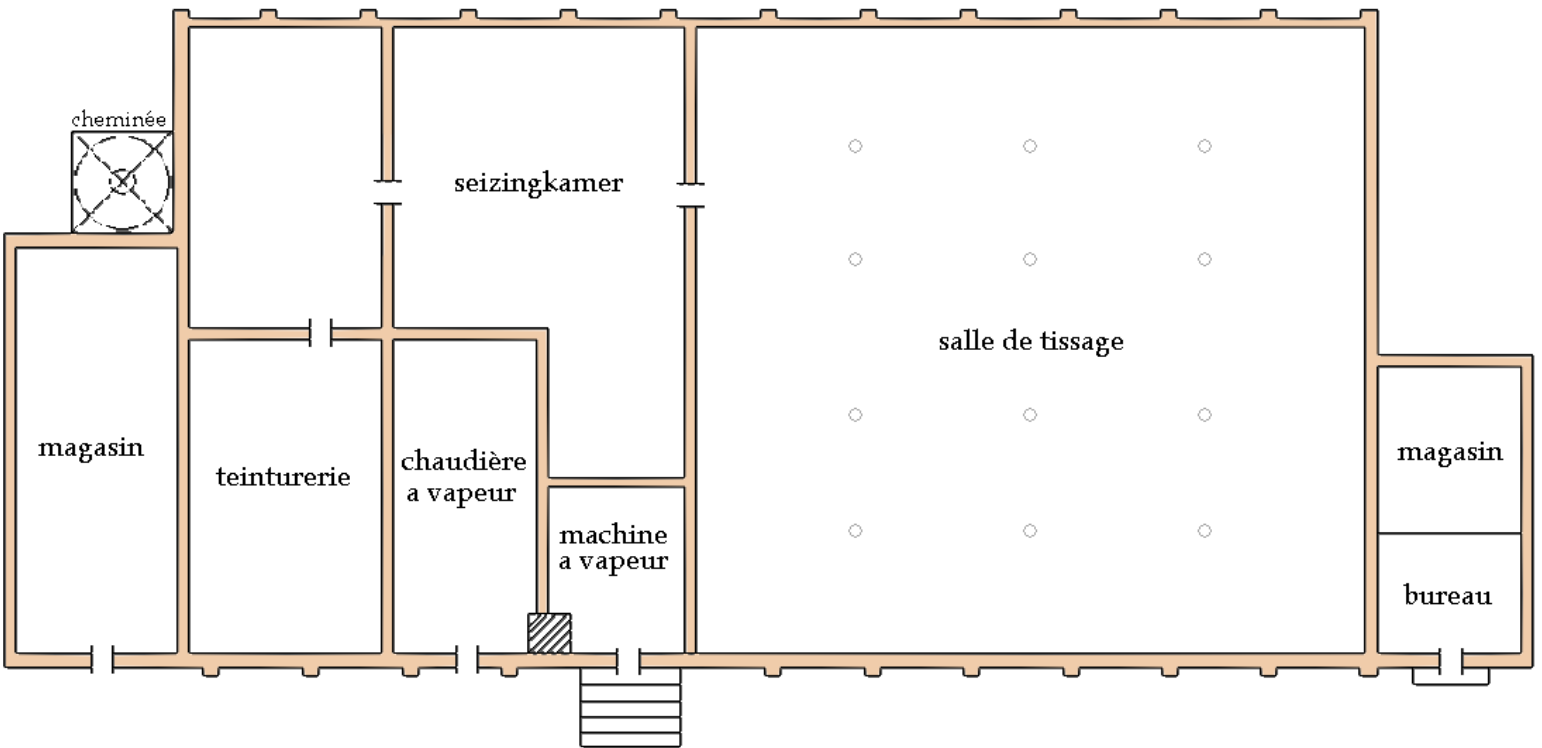 cheminée
seizingkamer
salle de tissage
magasin
teinturerie
chaudière
a vapeur
machine
a vapeur
magasin
bureau